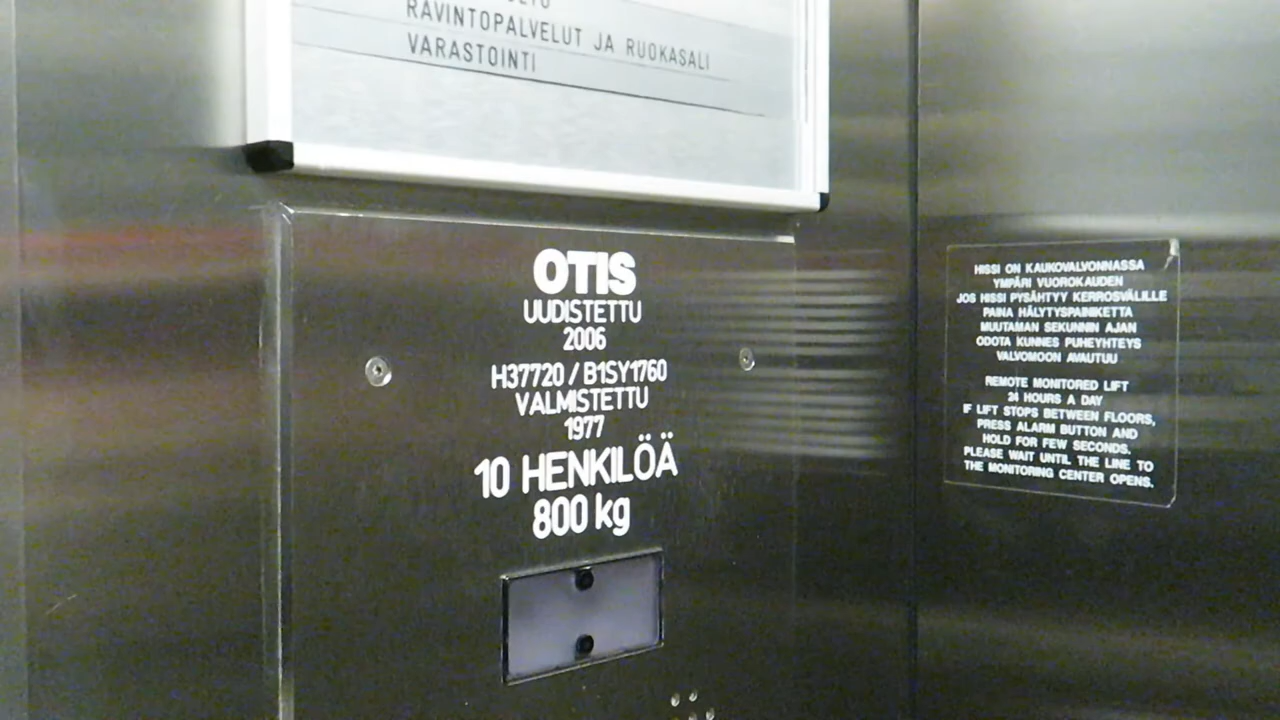 RAVINTOPALVELUT JA RUOKASALI
VARASTOINTI
OTIS
UUDISTETTU
2006
H37720 / B1SY1760
VALMISTETTU
1977
10 HENKILÖÄ
800 kg
HISSI ON KAUKOVALVONNASSA
YMPÄRI VUOROKAUDEN
JOS HISSI PYSÄHTYY KERROSVÄLILLE
PAINA HÄLYTYSPAINIKETTA
MUUTAMAN SEKUNNIN AJAN
ODOTA KUNNES PUHEYHTEYS
VALVOMOON AVAUTUU
REMOTE MONITORED LIFT
24 HOURS A DAY
IF LIFT STOPS BETWEEN FLOORS,
PRESS ALARM BUTTON AND
HOLD FOR FEW SECONDS.
PLEASE WAIT UNTIL THE LINE TO
THE MONITORING CENTER OPENS.